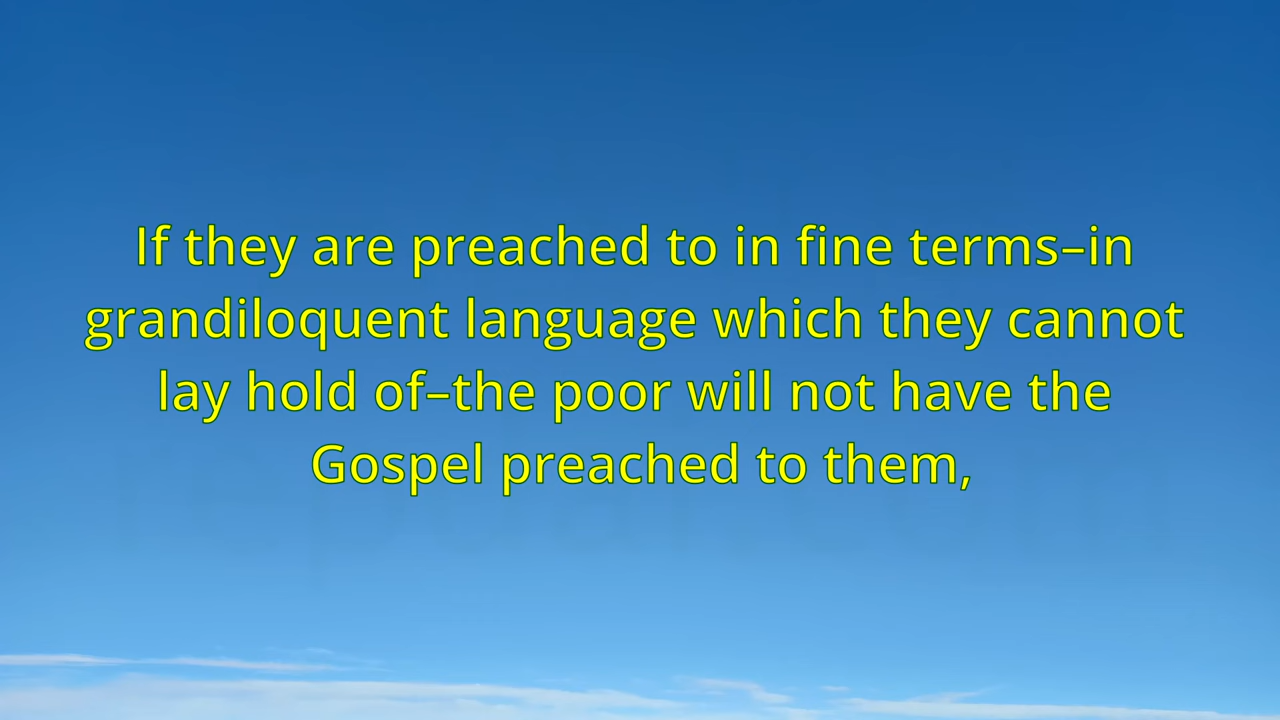 If they are preached to in fine terms–in
grandiloquent language which they cannot
lay hold of–the poor will not have the
Gospel preached to them,